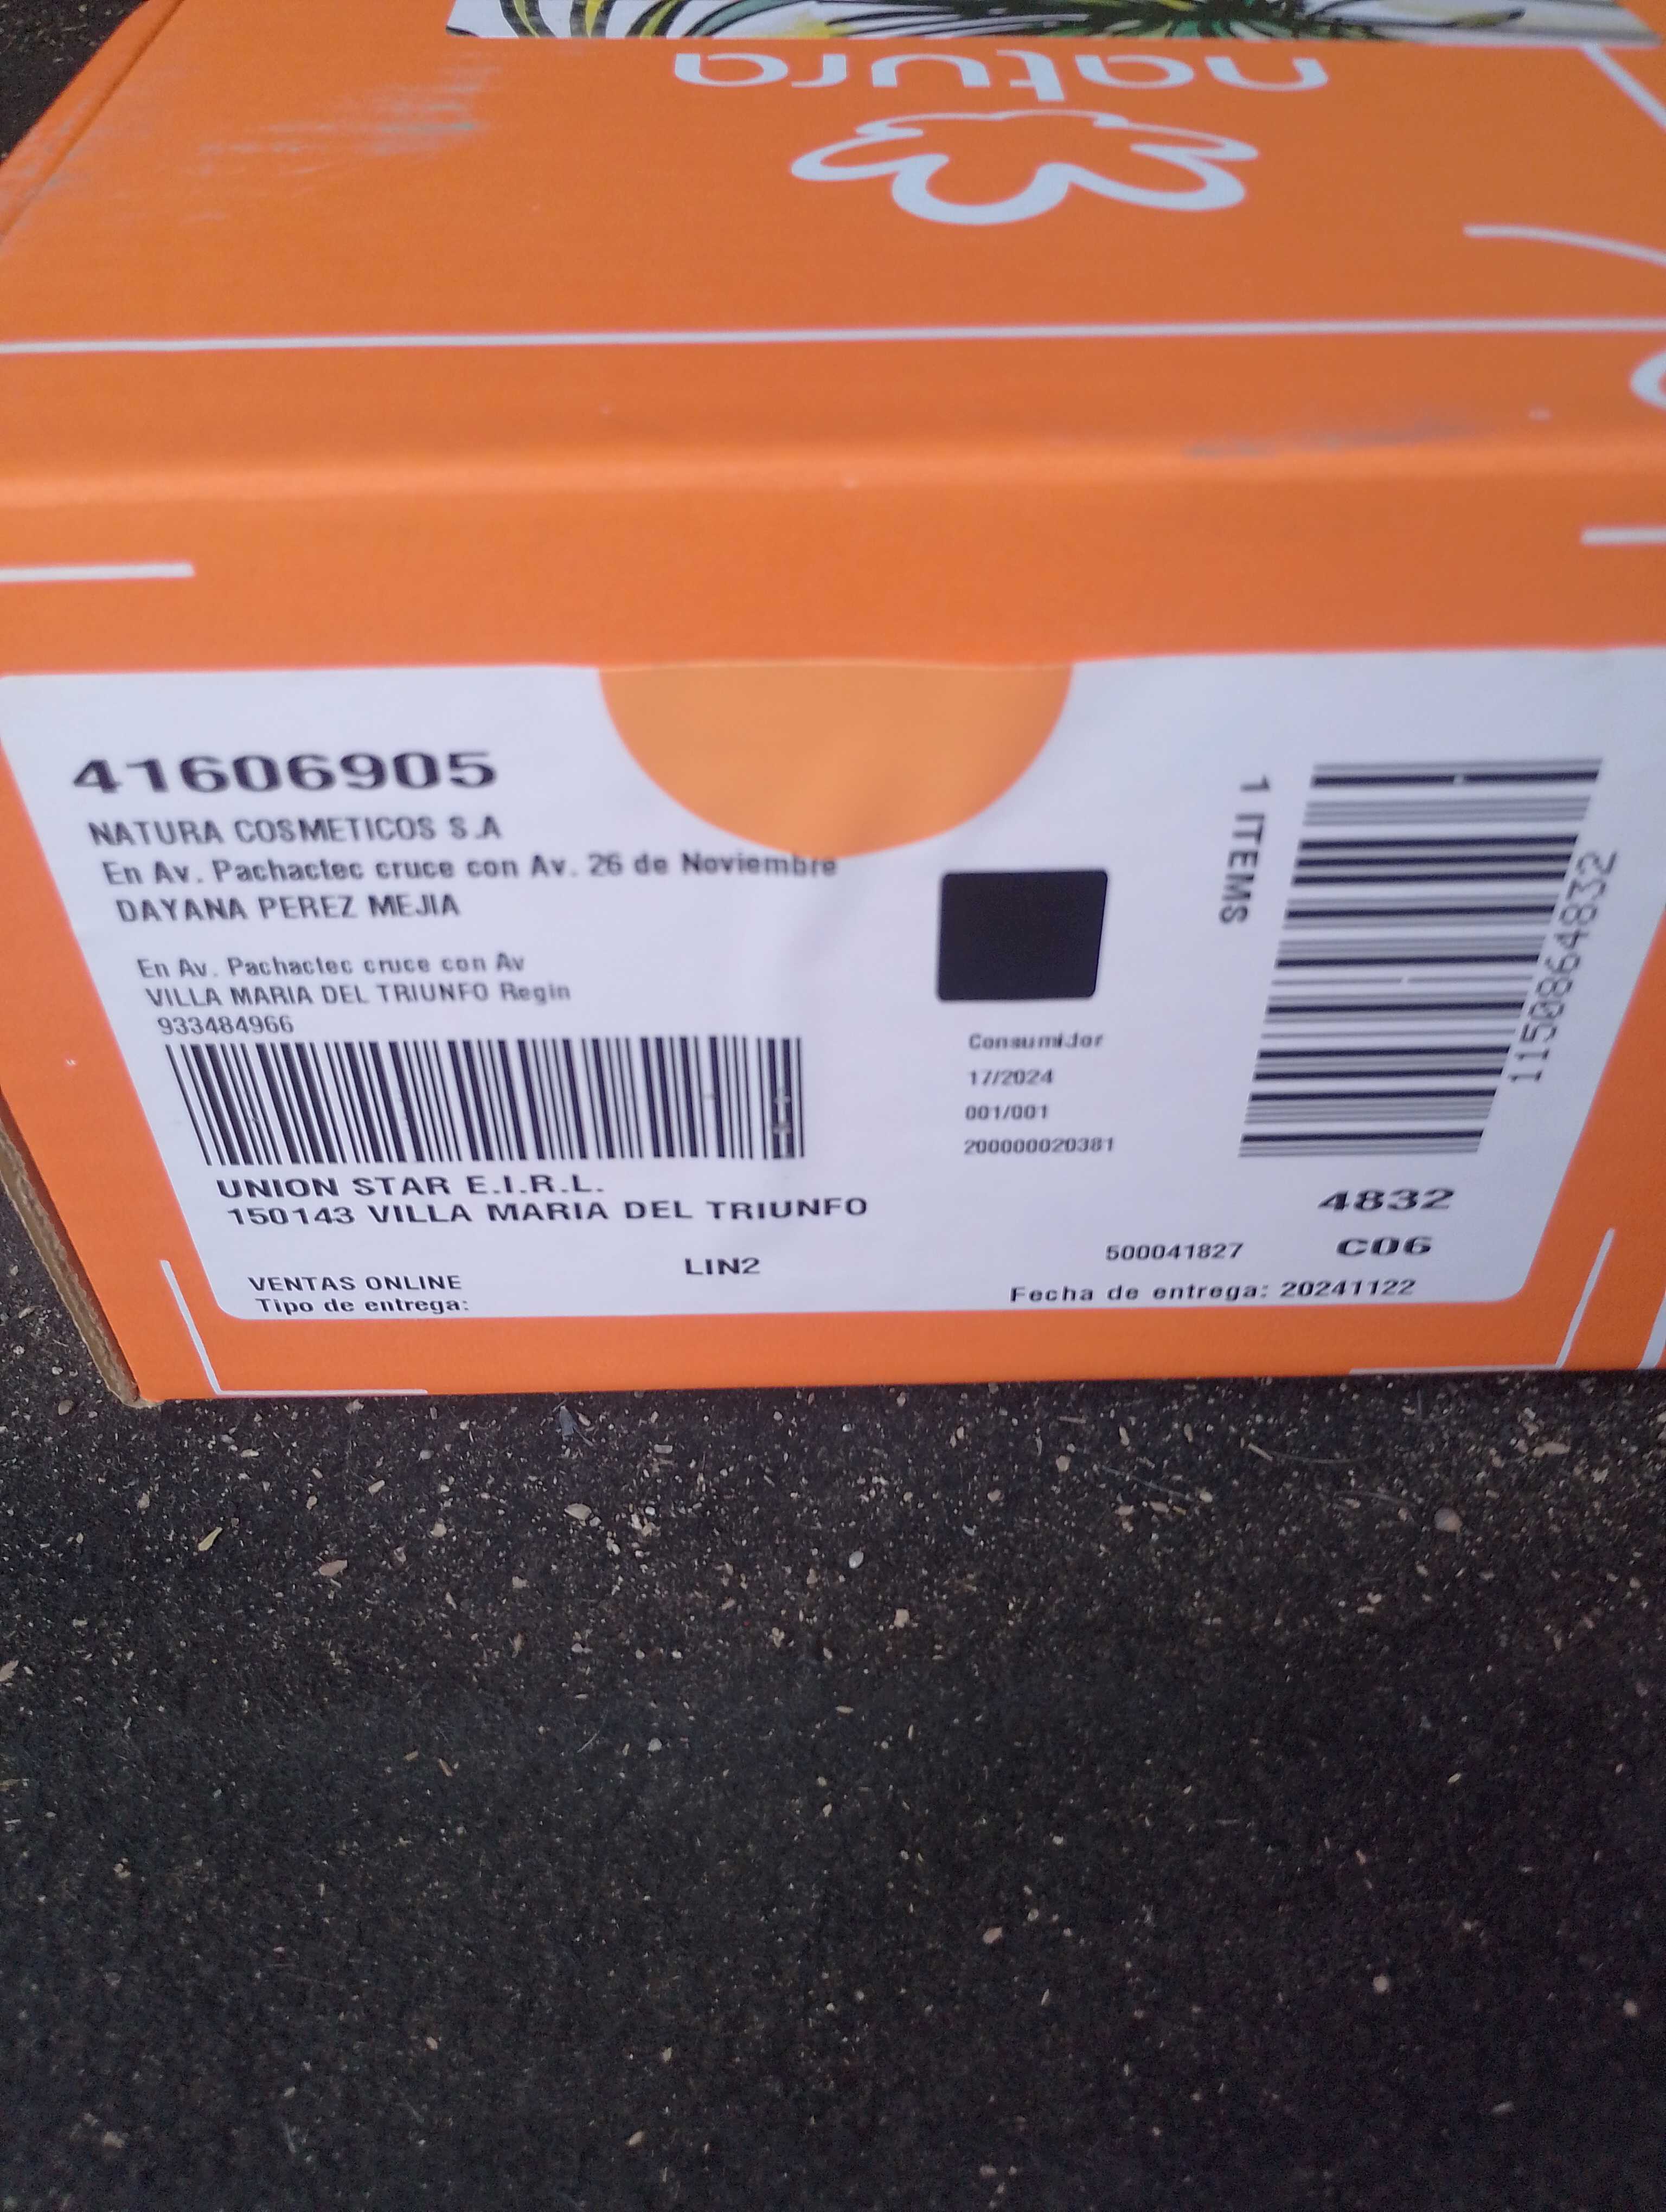 natura
41606905
NATURA COSMETICOS S.A
En Av. Pachactec cruce con Av. 26 de Noviembre
DAYANA PEREZ MEJIA
En Av. Pachactec cruce con Av
VILLA MARIA DEL TRIUNFO Regin
933484966
UNION STAR E.I.R.L.
150143 VILLA MARIA DEL TRIUNFO
LIN2
VENTAS ONLINE
Tipo de entrega:
Consumidor
17/2024
001/001
200000020381
1 ITEMS
115086 4832
4832
500041827 C06
Fecha de entrega: 20241122